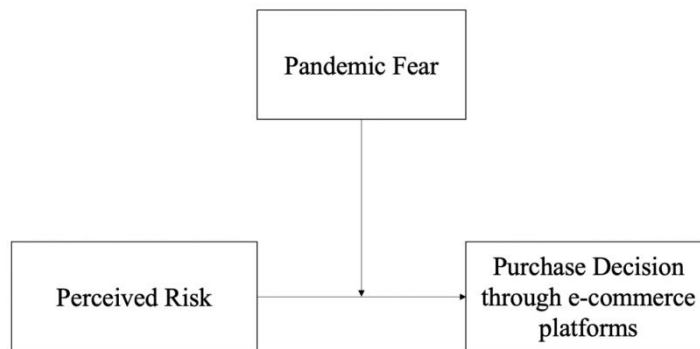 Pandemic Fear
Perceived Risk
Purchase Decision
through e-commerce
platforms